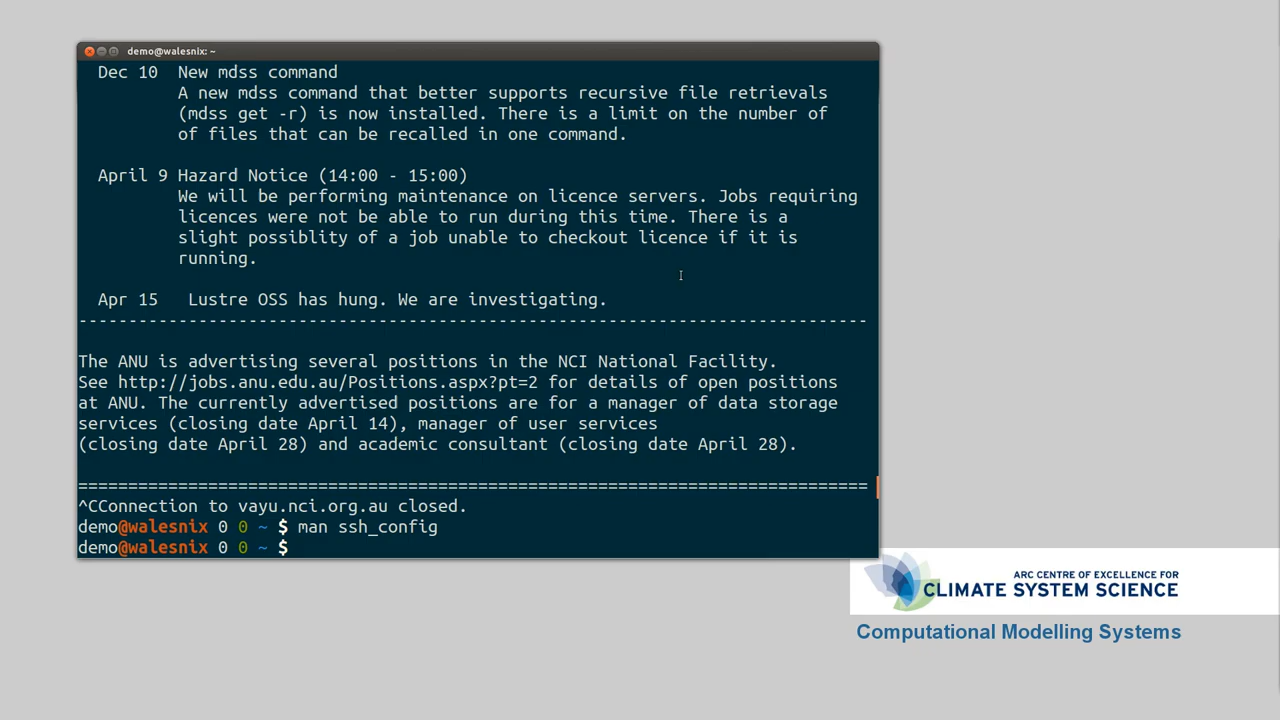 demo@walesnix: ~
Dec 10  New mdss command
A new mdss command that better supports recursive file retrievals
(mdss get -r) is now installed. There is a limit on the number of
of files that can be recalled in one command.
April 9 Hazard Notice (14:00 - 15:00)
We will be performing maintenance on licence servers. Jobs requiring
licences were not be able to run during this time. There is a
slight possiblity of a job unable to checkout licence if it is
running.
Apr 15   Lustre OSS has hung. We are investigating.
-------------------------------------------------------------------------------
The ANU is advertising several positions in the NCI National Facility.
See http://jobs.anu.edu.au/Positions.aspx?pt=2 for details of open positions
at ANU. The currently advertised positions are for a manager of data storage
services (closing date April 14), manager of user services
(closing date April 28) and academic consultant (closing date April 28).
===============================================================================
^CConnection to vayu.nci.org.au closed.
demo@walesnix 0 0 ~ $ man ssh_config
demo@walesnix 0 0 ~ $
ARC CENTRE OF EXCELLENCE FOR
CLIMATE SYSTEM SCIENCE
Computational Modelling Systems